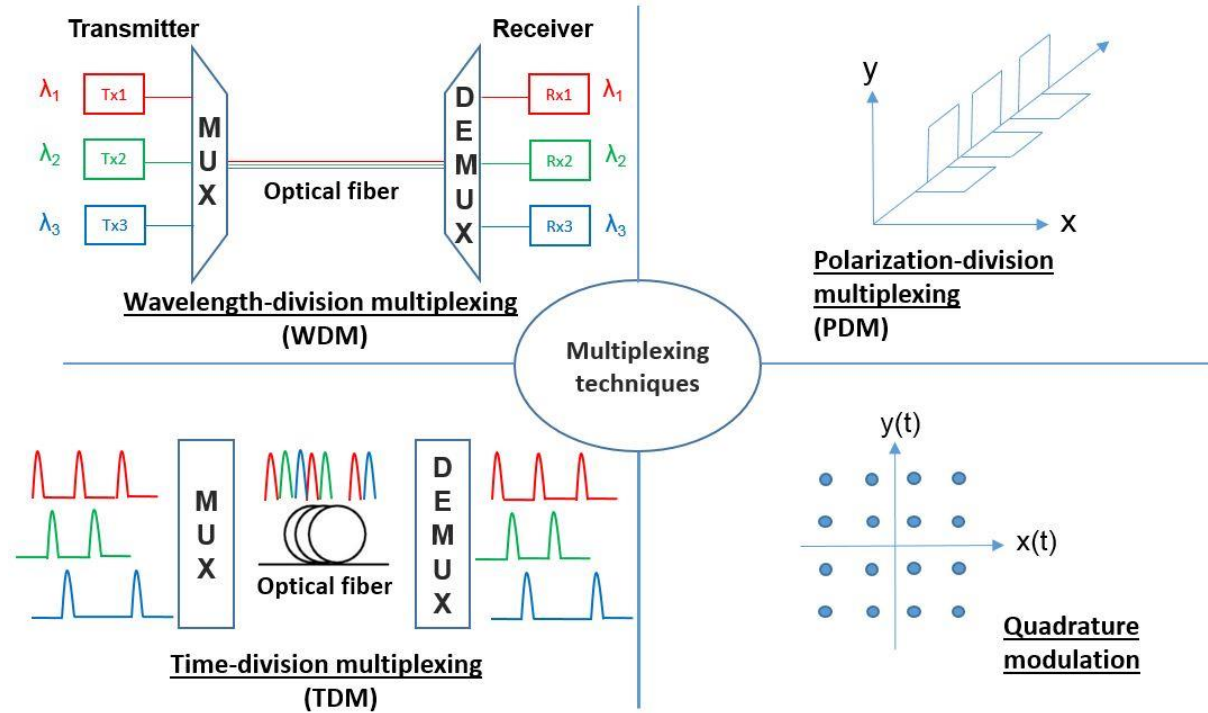 Transmitter
Receiver
λ1
Tx1
MUX
DEMUX
Rx1
λ1
λ2
Tx2
Rx2
λ2
Optical fiber
λ3
Tx3
Rx3
λ3
Wavelength-division multiplexing
(WDM)
y
x
Polarization-division
multiplexing
(PDM)
Multiplexing
techniques
MUX
Optical fiber
DEMUX
Time-division multiplexing
(TDM)
y(t)
x(t)
Quadrature
modulation